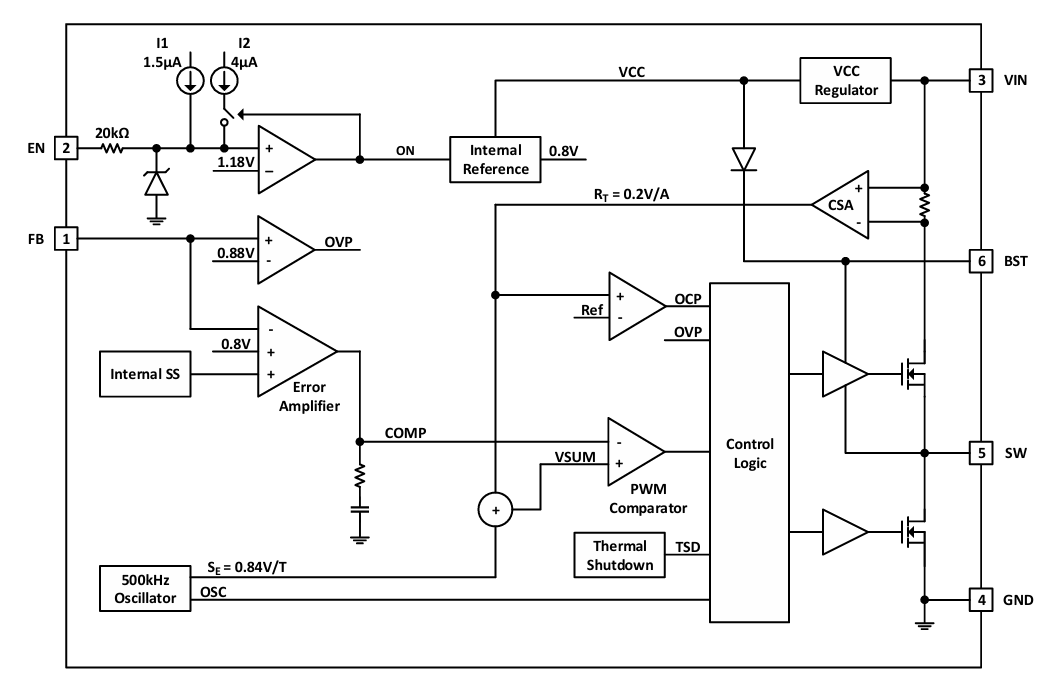 I1
1.5µA
I2
4µA
VCC
VCC
Regulator
3
VIN
EN
2
20kΩ
+
1.18V
–
ON
Internal
Reference
0.8V
RT = 0.2V/A
CSA
+
-
FB
1
+
0.88V
-
OVP
6
BST
+
Ref
-
OCP
OVP
-
0.8V
+
Internal SS
+
Error
Amplifier
COMP
-
VSUM
+
PWM
Comparator
Control
Logic
5
SW
+
Thermal
Shutdown
TSD
500kHz
Oscillator
SE = 0.84V/T
OSC
4
GND